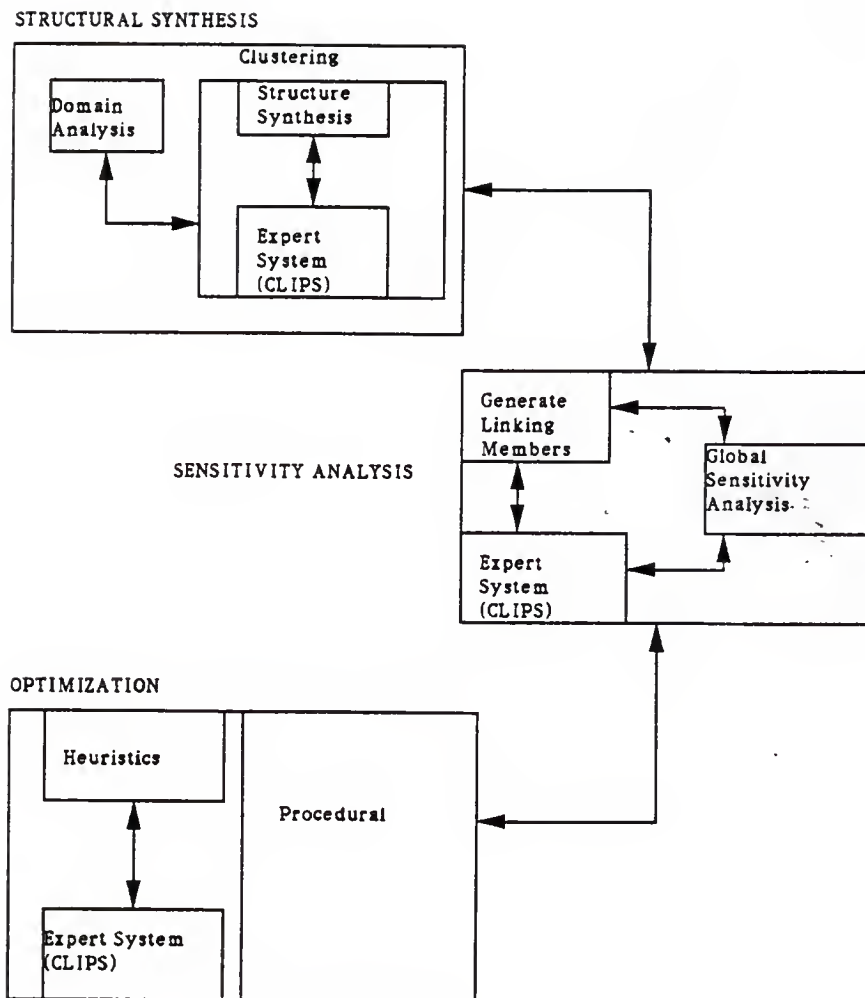 STRUCTURAL SYNTHESIS
Clustering
Domain
Analysis
Structure
Synthesis
Expert
System
(CLIPS)
SENSITIVITY ANALYSIS
Generate
Linking
Members
Global
Sensitivity
Analysis
Expert
System
(CLIPS)
OPTIMIZATION
Heuristics
Procedural
Expert System
(CLIPS)